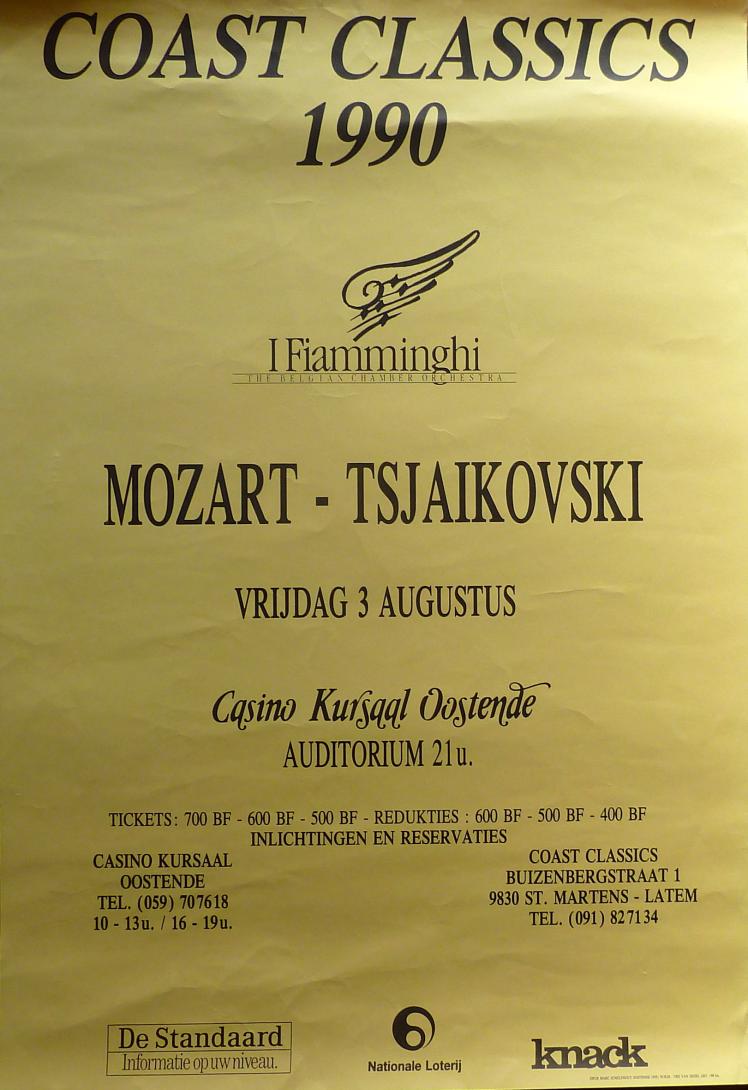 COAST CLASSICS
1990
I Fiamminghi
THE BELGIAN CHAMBER ORCHESTRA
MOZART - TSJAIKOVSKI
VRIJDAG 3 AUGUSTUS
Casino Kursaal Oostende
AUDITORIUM 21u.
TICKETS: 700 BF - 600 BF - 500 BF - REDUKTIES : 600 BF - 500 BF - 400 BF
INLICHTINGEN EN RESERVATIES
CASINO KURSAAL
OOSTENDE
TEL. (059) 707618
10 - 13u. / 16 - 19u.
COAST CLASSICS
BUIZENBERGSTRAAT 1
9830 ST. MARTENS - LATEM
TEL. (091) 827134
De Standaard
Informatie op uw niveau.
Nationale Loterij
knack